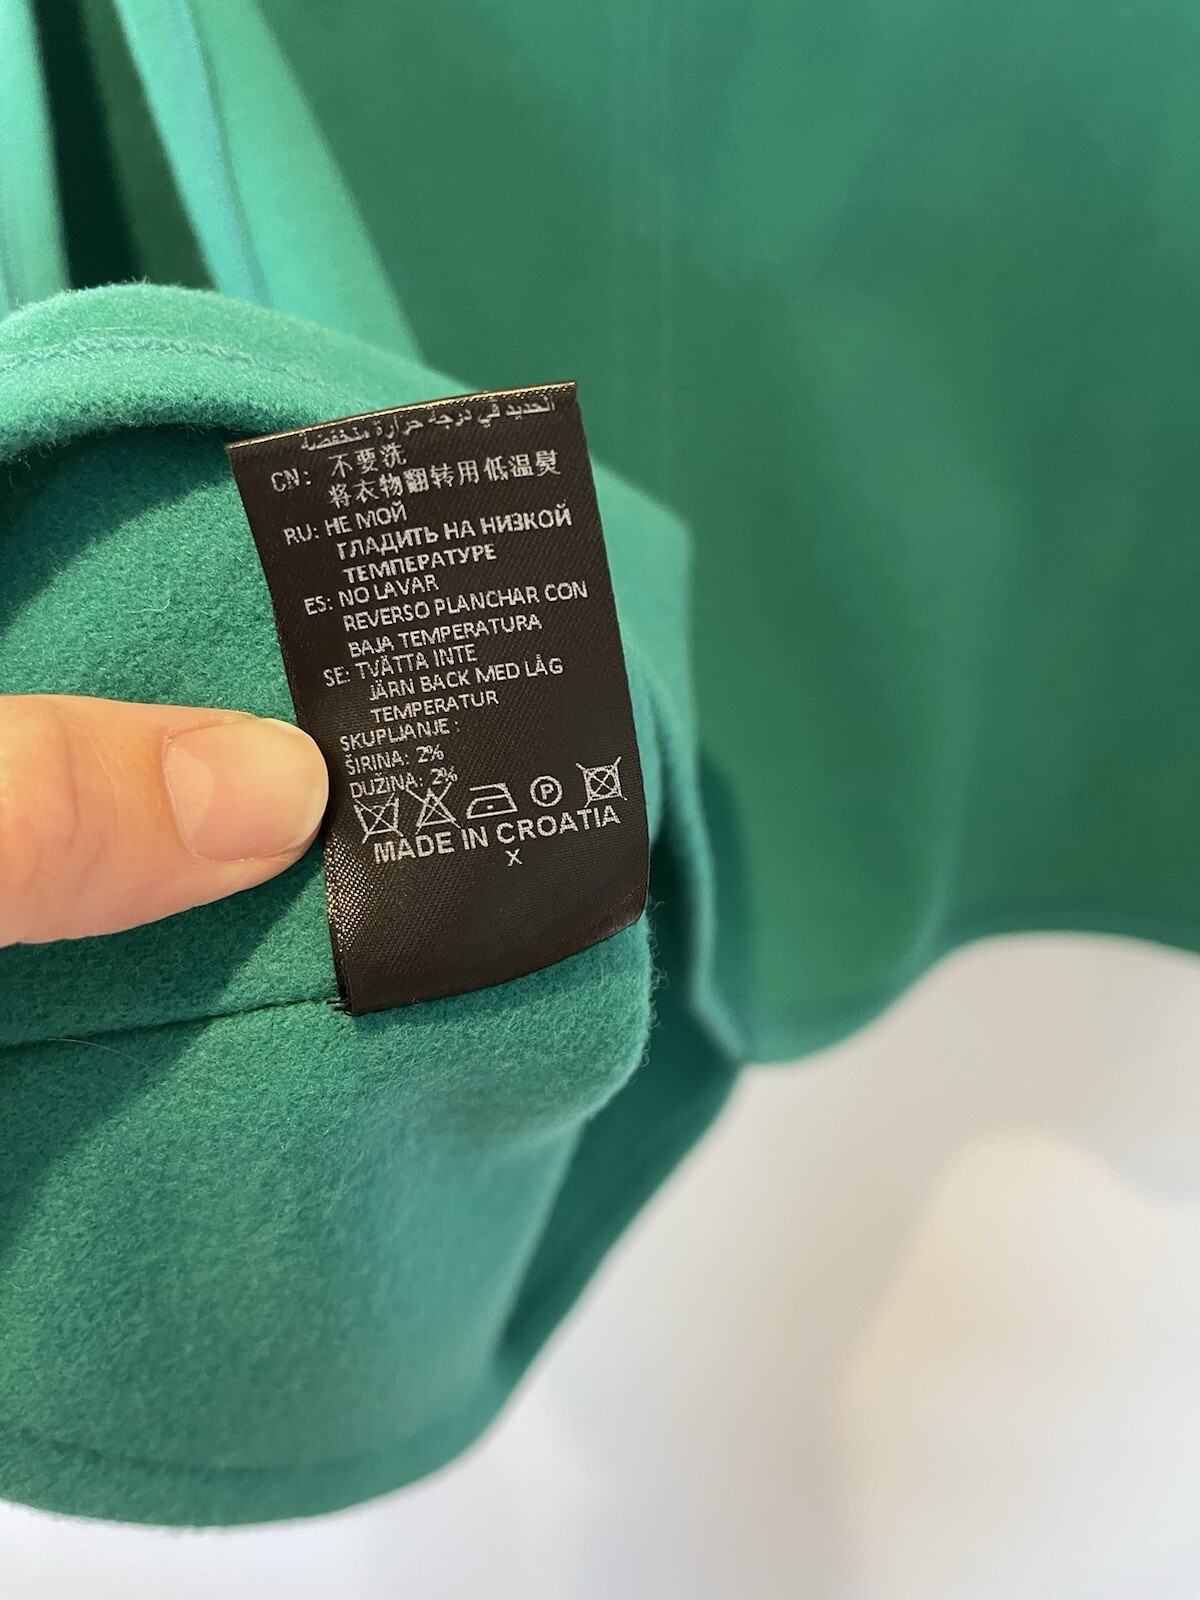 الحديد في درجة حرارة منخفضة
CN: 不要洗
将衣物翻转用低温熨
RU: НЕ МОЙ
ГЛАДИТЬ НА НИЗКОЙ
ТЕМПЕРАТУРЕ
ES: NO LAVAR
REVERSO PLANCHAR CON
BAJA TEMPERATURA
SE: TVÄTTA INTE
JÄRN BACK MED LÅG
TEMPERATUR
SKUPLJANJE :
ŠIRINA: 2%
DUŽINA: 2%
P
MADE IN CROATIA
X